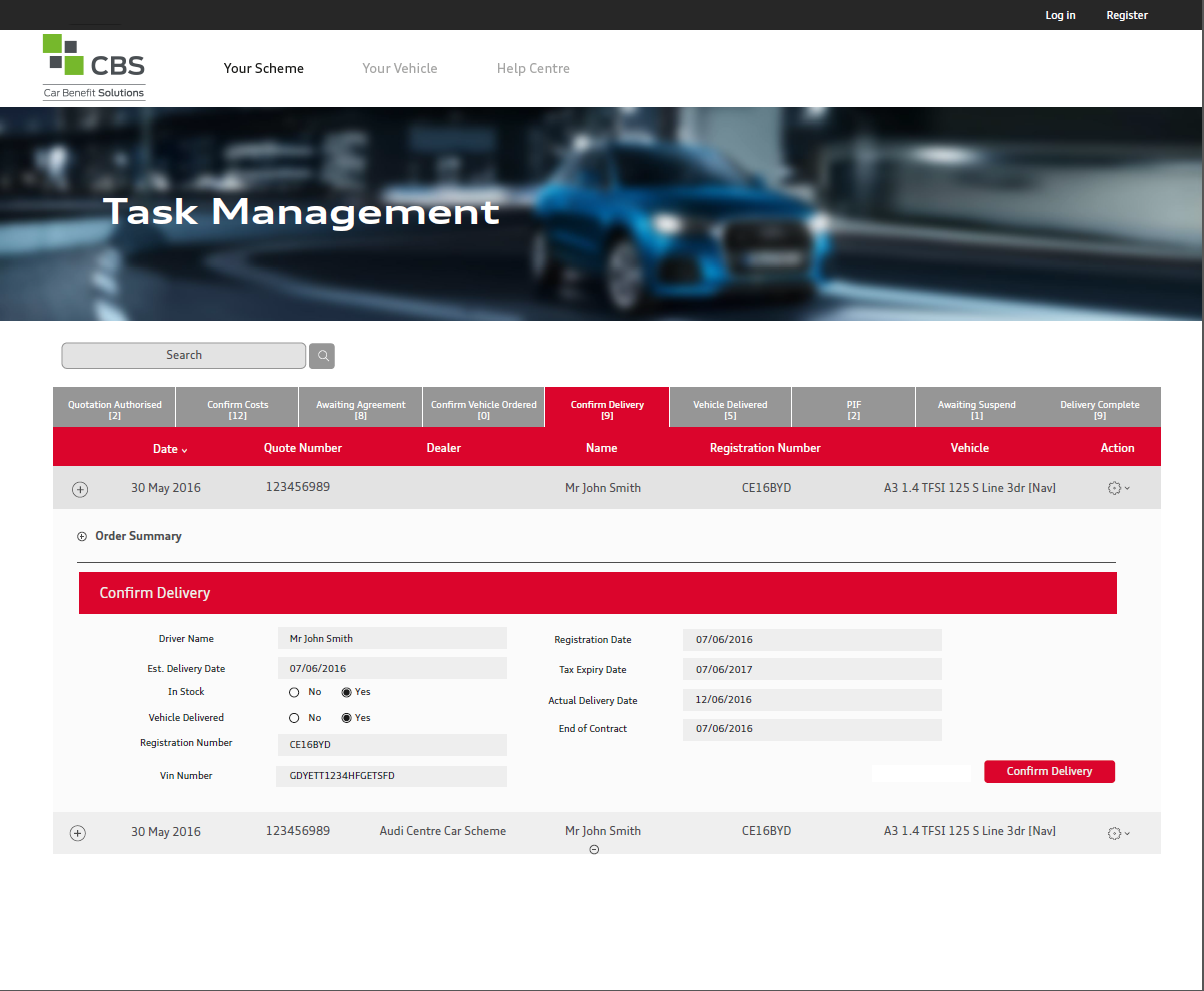 Log in Register
CBS
Car Benefit Solutions
Your Scheme Your Vehicle Help Centre
Task Management
Search
Quotation Authorised Confirm Costs Awaiting Agreement Confirm Vehicle Ordered Confirm Delivery Vehicle Delivered PIF Awaiting Suspend Delivery Complete
[2] [12] [8] [0] [9] [5] [2] [1] [9]
Date Quote Number Dealer Name Registration Number Vehicle Action
30 May 2016 123456989 Mr John Smith CE16BYD A3 1.4 TFSI 125 S Line 3dr [Nav]
Order Summary
Confirm Delivery
Driver Name Mr John Smith Registration Date 07/06/2016
Est. Delivery Date 07/06/2016 Tax Expiry Date 07/06/2017
In Stock No Yes Actual Delivery Date 12/06/2016
Vehicle Delivered No Yes End of Contract 07/06/2016
Registration Number CE16BYD
Vin Number GDYETT1234HFGETSFD Confirm Delivery
30 May 2016 123456989 Audi Centre Car Scheme Mr John Smith CE16BYD A3 1.4 TFSI 125 S Line 3dr [Nav]